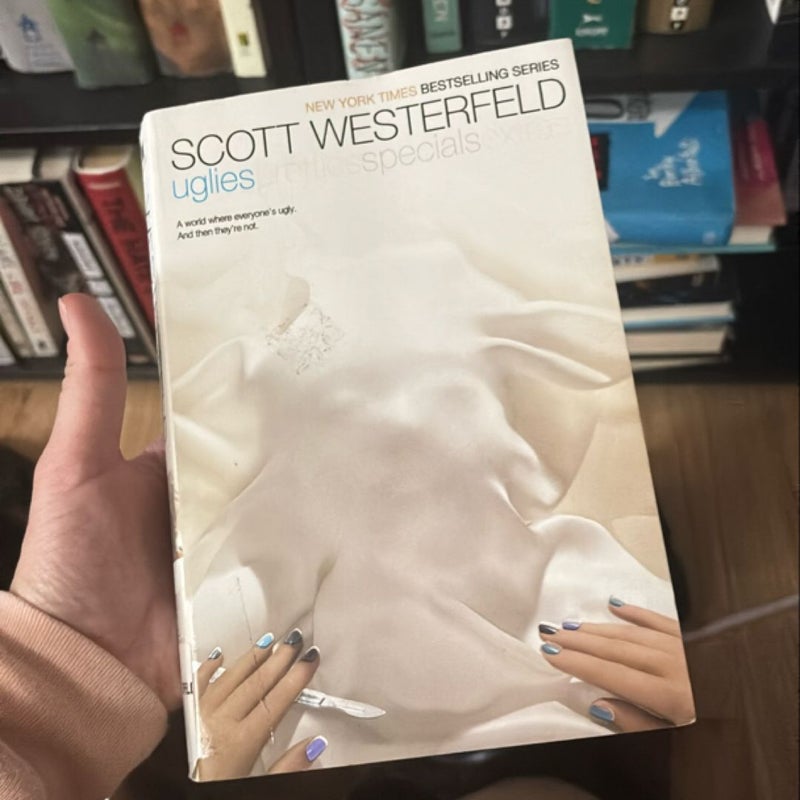 NEW YORK TIMES BESTSELLING SERIES
SCOTT WESTERFELD
uglies pretties specials extras
A world where everyone's ugly.
And then they're not.